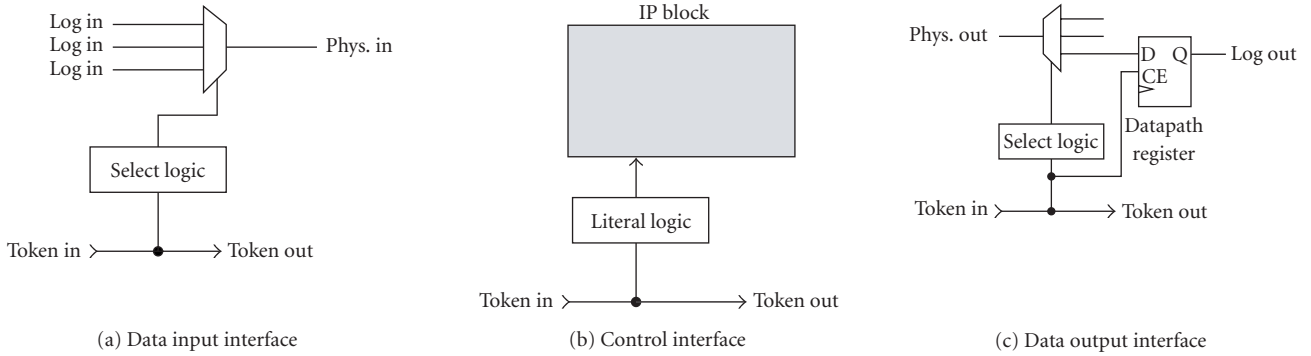 Log in
Log in
Log in
Phys. in
Select logic
Token in
Token out
(a) Data input interface
IP block
Literal logic
Token in
Token out
(b) Control interface
Phys. out
D Q
CE
Log out
Datapath
register
Select logic
Token in
Token out
(c) Data output interface